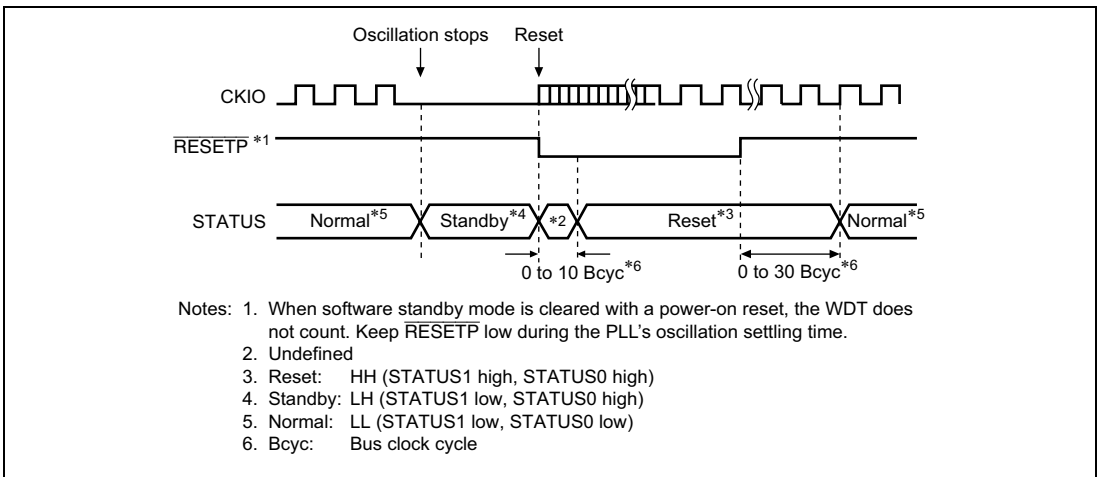 Oscillation stops Reset
CKIO
RESETP *1
STATUS Normal*5 Standby*4 *2 Reset*3 Normal*5
0 to 10 Bcyc*6 0 to 30 Bcyc*6
Notes: 1. When software standby mode is cleared with a power-on reset, the WDT does
not count. Keep RESETP low during the PLL's oscillation settling time.
2. Undefined
3. Reset: HH (STATUS1 high, STATUS0 high)
4. Standby: LH (STATUS1 low, STATUS0 high)
5. Normal: LL (STATUS1 low, STATUS0 low)
6. Bcyc: Bus clock cycle